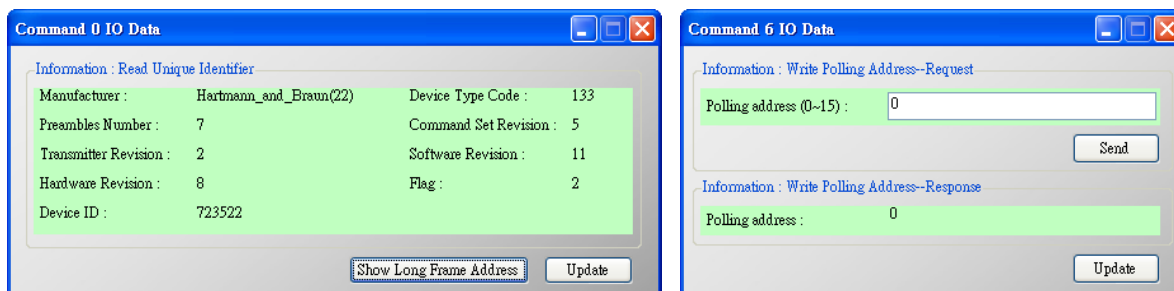 Command 0 IO Data
Information : Read Unique Identifier
Manufacturer : Hartmann_and_Braun(22) Device Type Code : 133
Preambles Number : 7 Command Set Revision : 5
Transmitter Revision : 2 Software Revision : 11
Hardware Revision : 8 Flag : 2
Device ID : 723522
Show Long Frame Address Update
Command 6 IO Data
Information : Write Polling Address--Request
Polling address (0~15) : 0
Send
Information : Write Polling Address--Response
Polling address : 0
Update